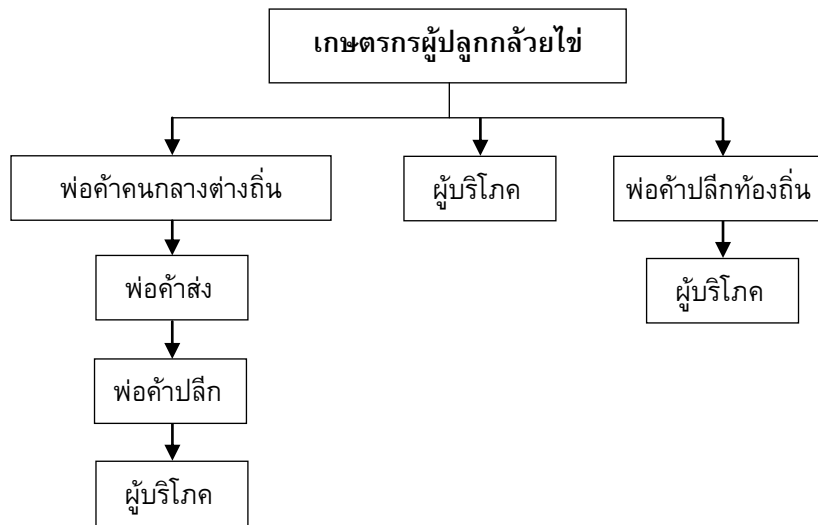 เกษตรกรผู้ปลูกกล้วยไข่
พ่อค้าคนกลางต่างถิ่น
ผู้บริโภค
พ่อค้าปลีกท้องถิ่น
พ่อค้าส่ง
ผู้บริโภค
พ่อค้าปลีก
ผู้บริโภค